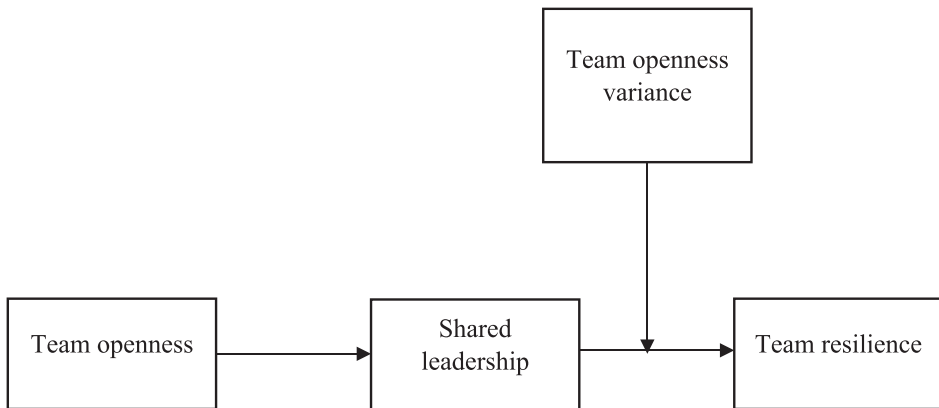 Team openness
variance
Team openness
Shared
leadership
Team resilience